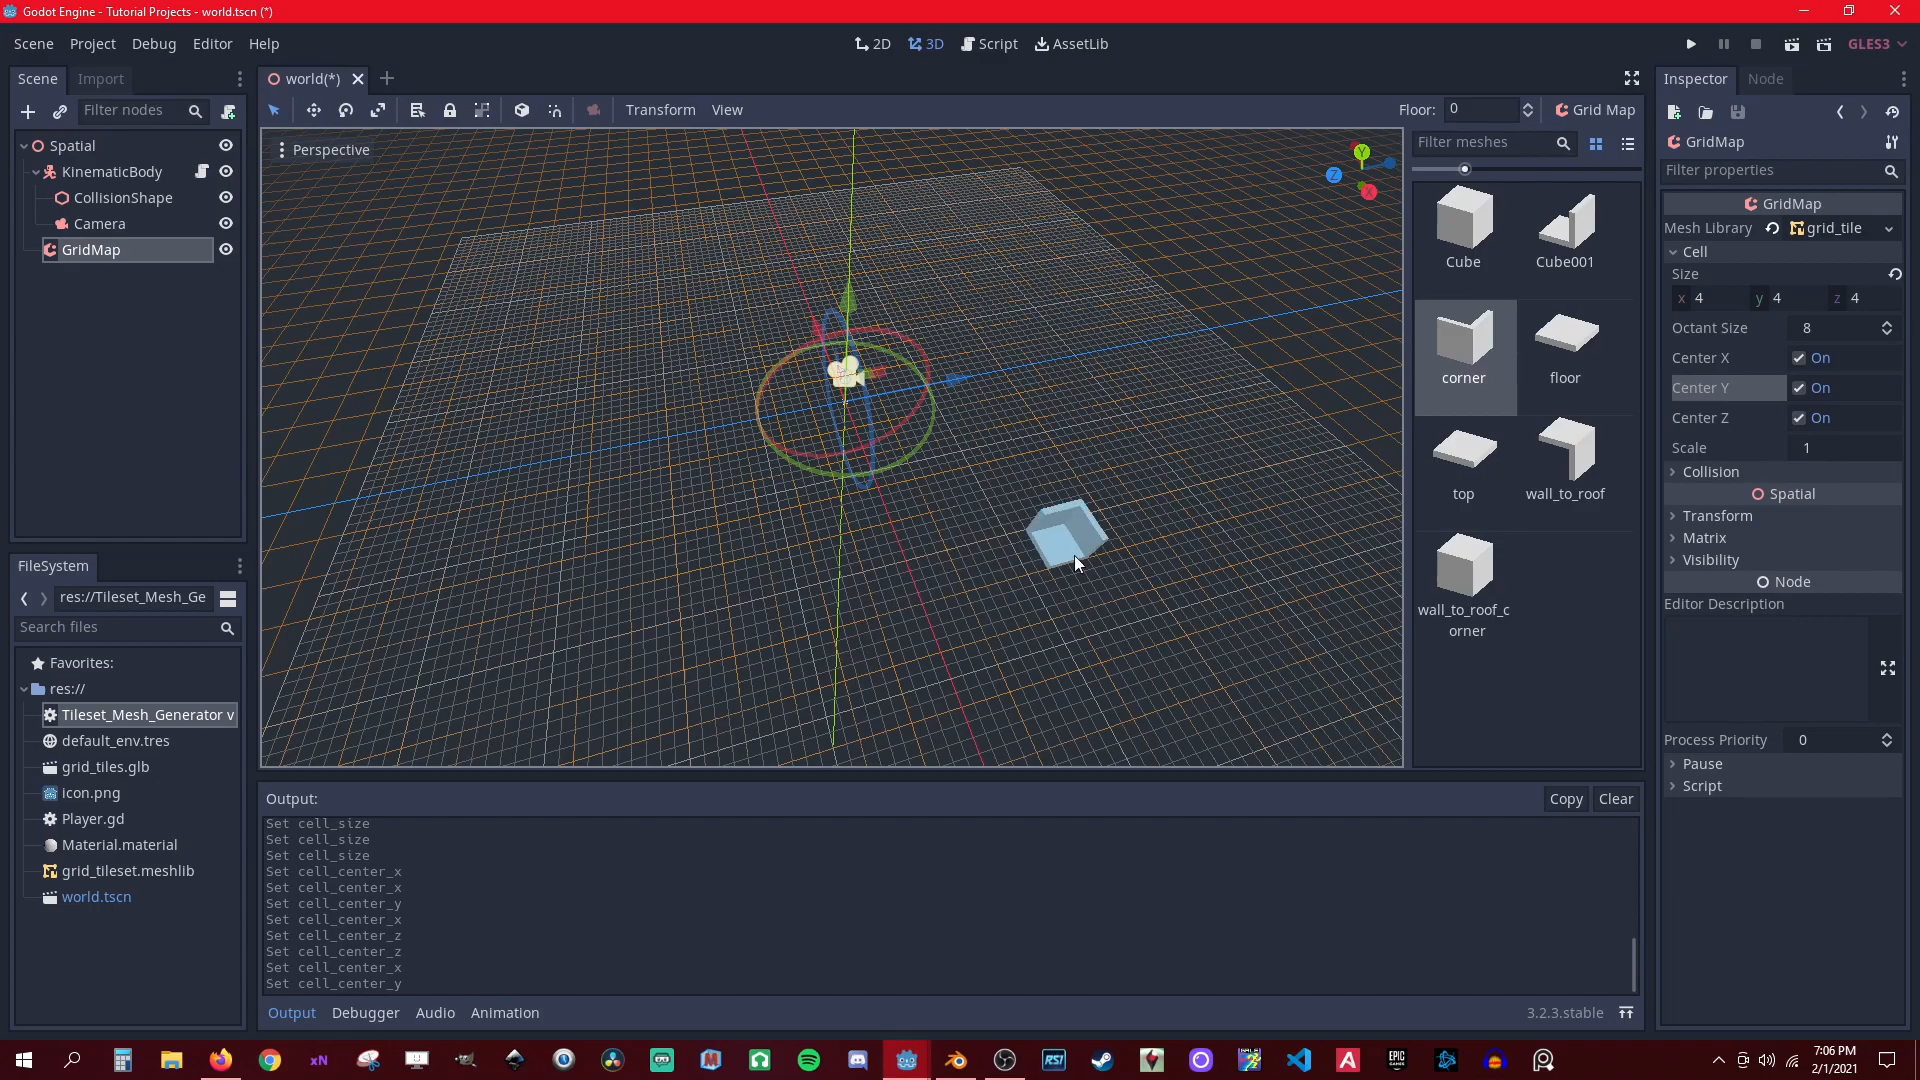 Godot Engine - Tutorial Projects - world.tscn (*)
Scene Project Debug Editor Help
2D 3D Script AssetLib
GLES3
Scene Import
world(*)
Inspector Node
Filter nodes
Transform View
Floor: 0
Grid Map
Spatial
KinematicBody
CollisionShape
Camera
GridMap
Perspective
Y
Z
X
Filter meshes
Cube
Cube001
corner
floor
top
wall_to_roof
wall_to_roof_c
orner
GridMap
Filter properties
GridMap
Mesh Library grid_tile
Cell
Size
x 4 y 4 z 4
Octant Size 8
Center X On
Center Y On
Center Z On
Scale 1
Collision
Spatial
Transform
Matrix
Visibility
Node
Editor Description
Process Priority 0
Pause
Script
FileSystem
res://Tileset_Mesh_Ge
Search files
Favorites:
res://
Tileset_Mesh_Generator v
default_env.tres
grid_tiles.glb
icon.png
Player.gd
Material.material
grid_tileset.meshlib
world.tscn
Output:
Copy Clear
Set cell_size
Set cell_size
Set cell_size
Set cell_center_x
Set cell_center_x
Set cell_center_y
Set cell_center_x
Set cell_center_z
Set cell_center_z
Set cell_center_x
Set cell_center_y
Output Debugger Audio Animation
3.2.3.stable
xN
RSI
EPIC
GAMES
7:06 PM
2/1/2021